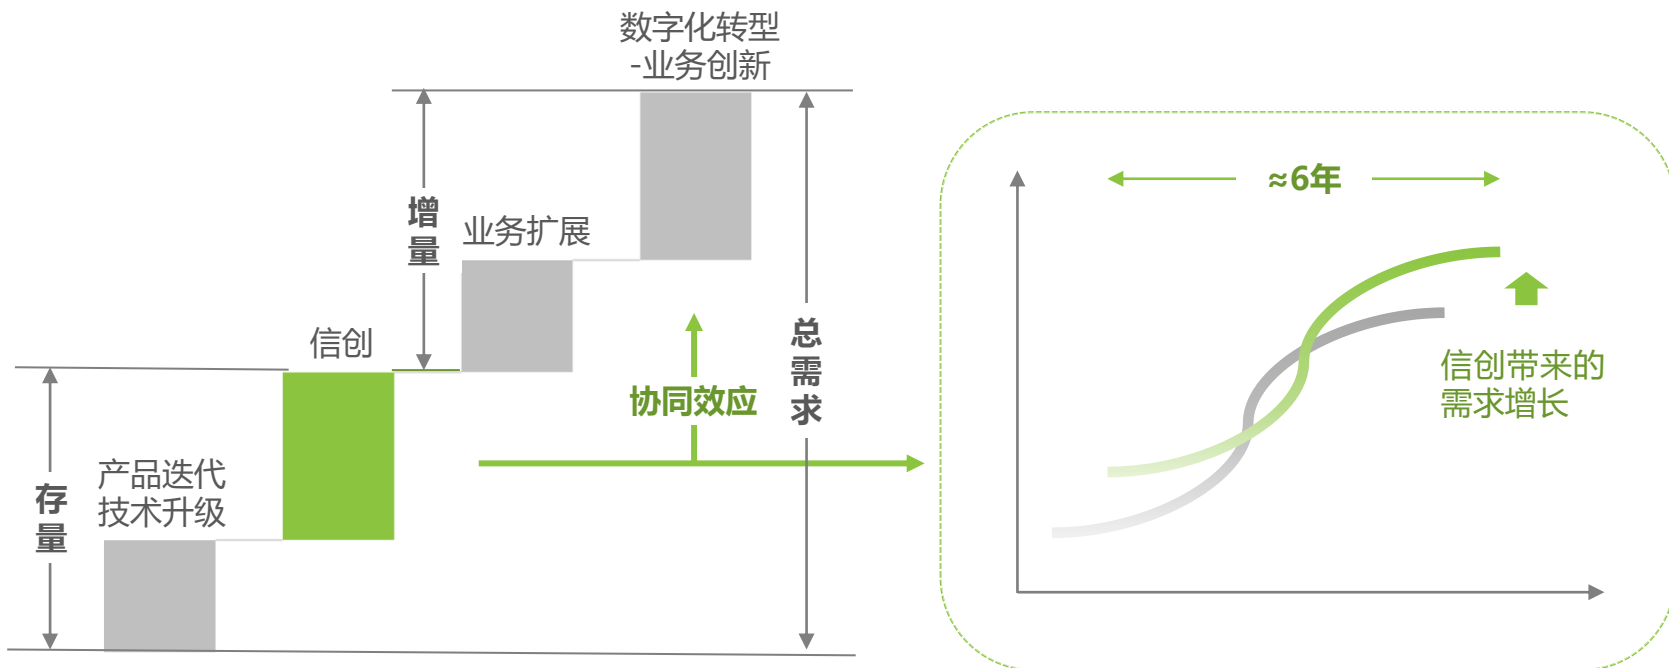 数字化转型
-业务创新
增量
业务扩展
信创
总需求
协同效应
产品迭代
技术升级
存量
≈6年
信创带来的
需求增长